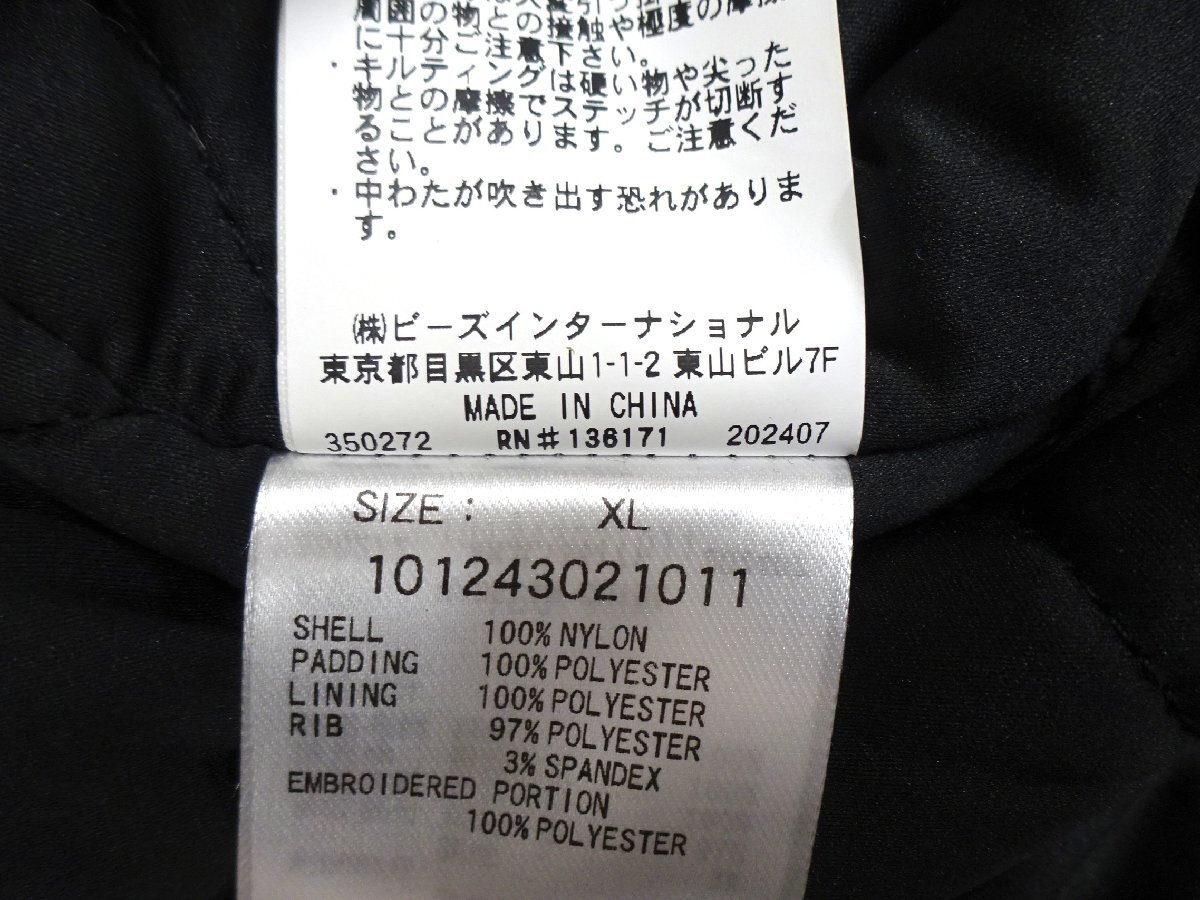 周囲の物との接触や極度の摩擦
に十分ご注意下さい。
・キルティングは硬い物や尖った
物との摩擦でステッチが切断す
ることがあります。ご注意くだ
さい。
・中わたが吹き出す恐れがありま
す。
㈱ビーズインターナショナル
東京都目黒区東山1-1-2 東山ビル7F
MADE IN CHINA
350272 RN#136171 202407
SIZE : XL
101243021011
SHELL 100% NYLON
PADDING 100% POLYESTER
LINING 100% POLYESTER
RIB 97% POLYESTER
3% SPANDEX
EMBROIDERED PORTION
100% POLYESTER